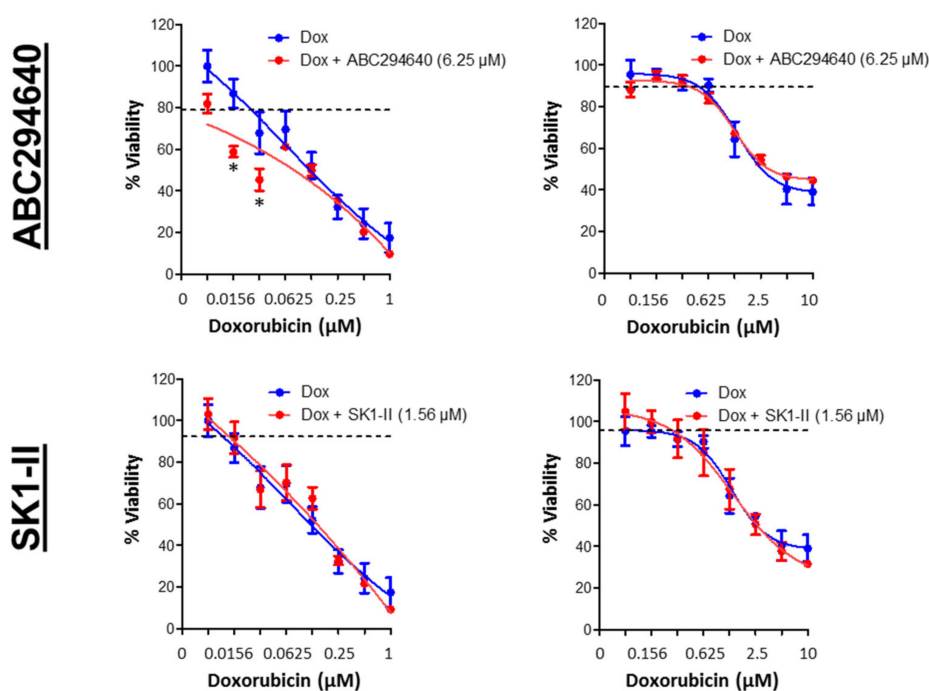 ABC294640
120
100
80
60
40
20
0
% Viability
Dox
Dox + ABC294640 (6.25 µM)
*
*
0 0.0156 0.0625 0.25 1
Doxorubicin (µM)
120
100
80
60
40
20
0
% Viability
Dox
Dox + ABC294640 (6.25 µM)
0 0.156 0.625 2.5 10
Doxorubicin (µM)
SK1-II
120
100
80
60
40
20
0
% Viability
Dox
Dox + SK1-II (1.56 µM)
0 0.0156 0.0625 0.25 1
Doxorubicin (µM)
120
100
80
60
40
20
0
% Viability
Dox
Dox + SK1-II (1.56 µM)
0 0.156 0.625 2.5 10
Doxorubicin (µM)